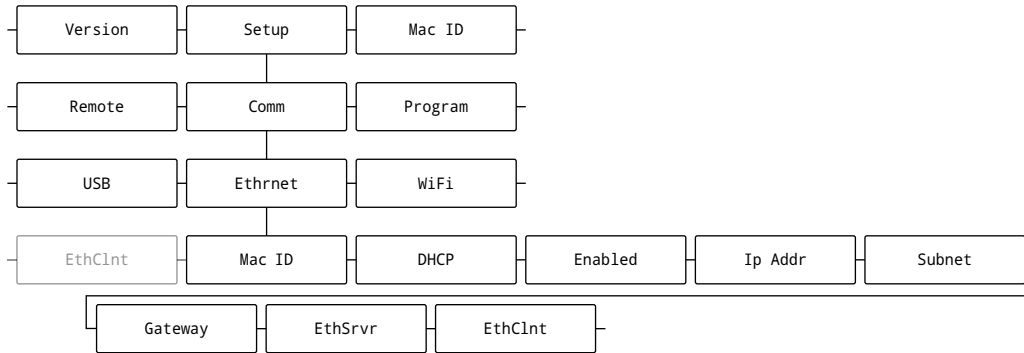 Version Setup Mac ID
Remote Comm Program
USB Ethrnet WiFi
EthClnt Mac ID DHCP Enabled Ip Addr Subnet
Gateway EthSrvr EthClnt